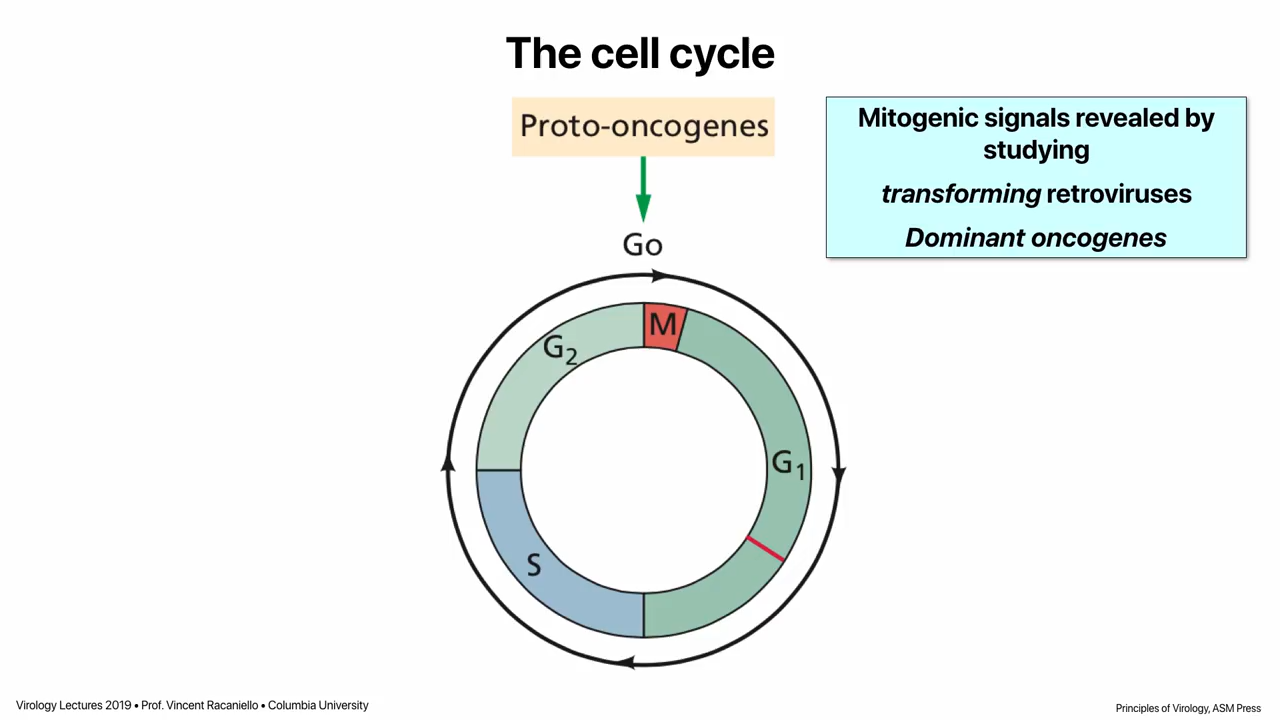 The cell cycle
Proto-oncogenes
Mitogenic signals revealed by
studying
transforming retroviruses
Dominant oncogenes
Go
M
G2
G1
S
Virology Lectures 2019 • Prof. Vincent Racaniello • Columbia University
Principles of Virology, ASM Press